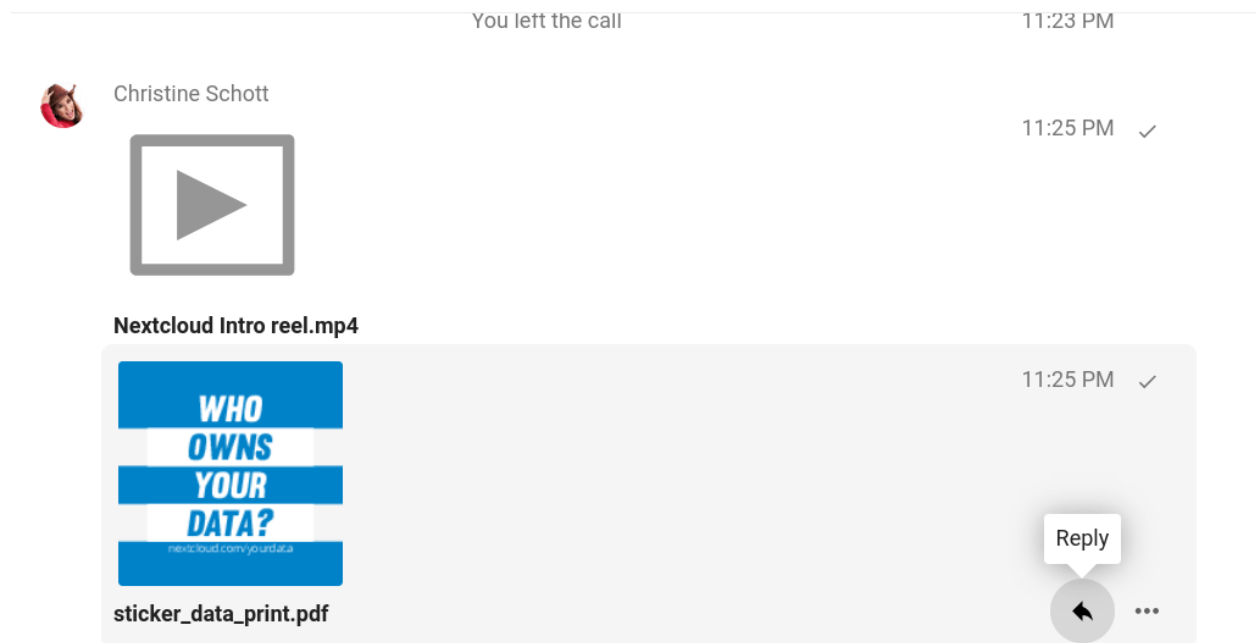 You left the call 11:23 PM
Christine Schott
11:25 PM
Nextcloud Intro reel.mp4
11:25 PM
WHO
OWNS
YOUR
DATA?
nextcloud.com/yourdata
Reply
sticker_data_print.pdf